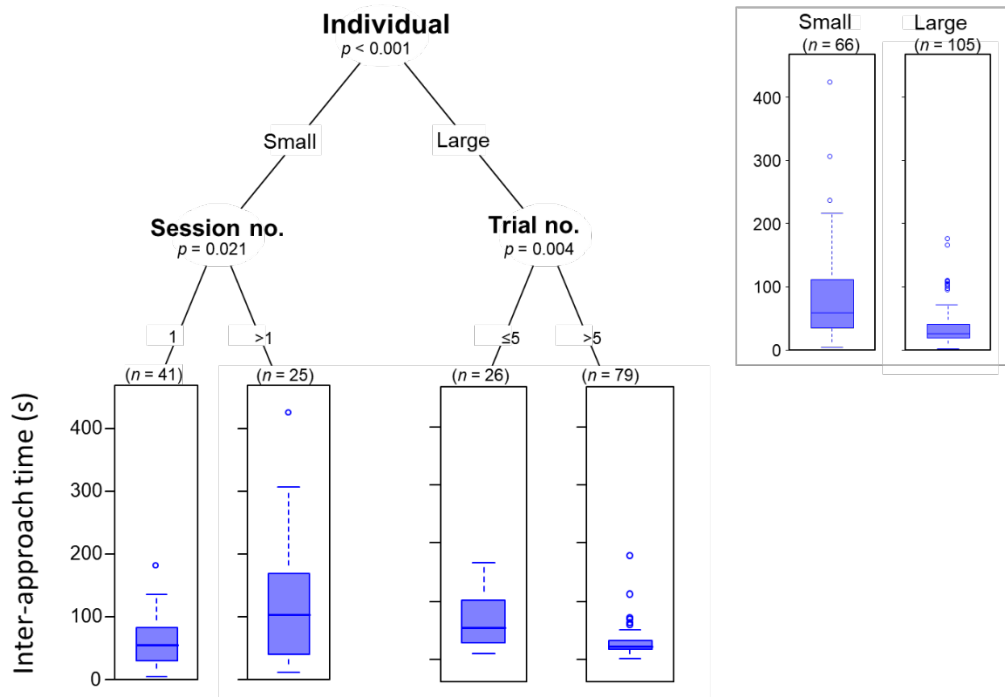 Individual
p < 0.001
Small
Large
Session no.
p = 0.021
Trial no.
p = 0.004
1
>1
≤5
>5
(n = 41)
(n = 25)
(n = 26)
(n = 79)
Inter-approach time (s)
400
300
200
100
0
Small
Large
(n = 66)
(n = 105)
400
300
200
100
0